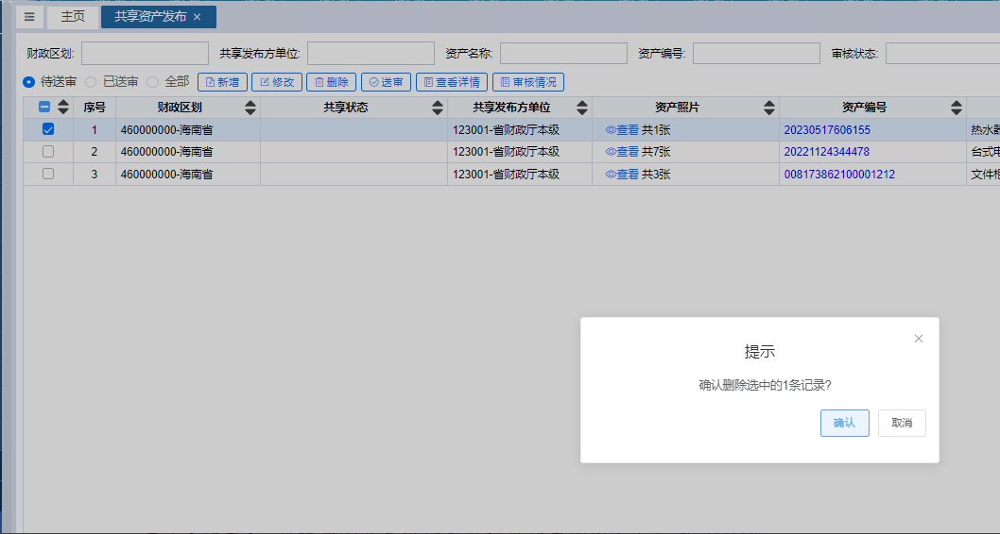 主页 共享资产发布 ×
财政区划: 共享发布方单位: 资产名称: 资产编号: 审核状态:
待送审 已送审 全部 新增 修改 删除 送审 查看详情 审核情况
序号 财政区划 共享状态 共享发布方单位 资产照片 资产编号
1 460000000-海南省 123001-省财政厅本级 查看 共1张 20230517606155 热水器
2 460000000-海南省 123001-省财政厅本级 查看 共7张 20221124344478 台式电
3 460000000-海南省 123001-省财政厅本级 查看 共3张 008173862100001212 文件柜
提示
确认删除选中的1条记录?
确认 取消